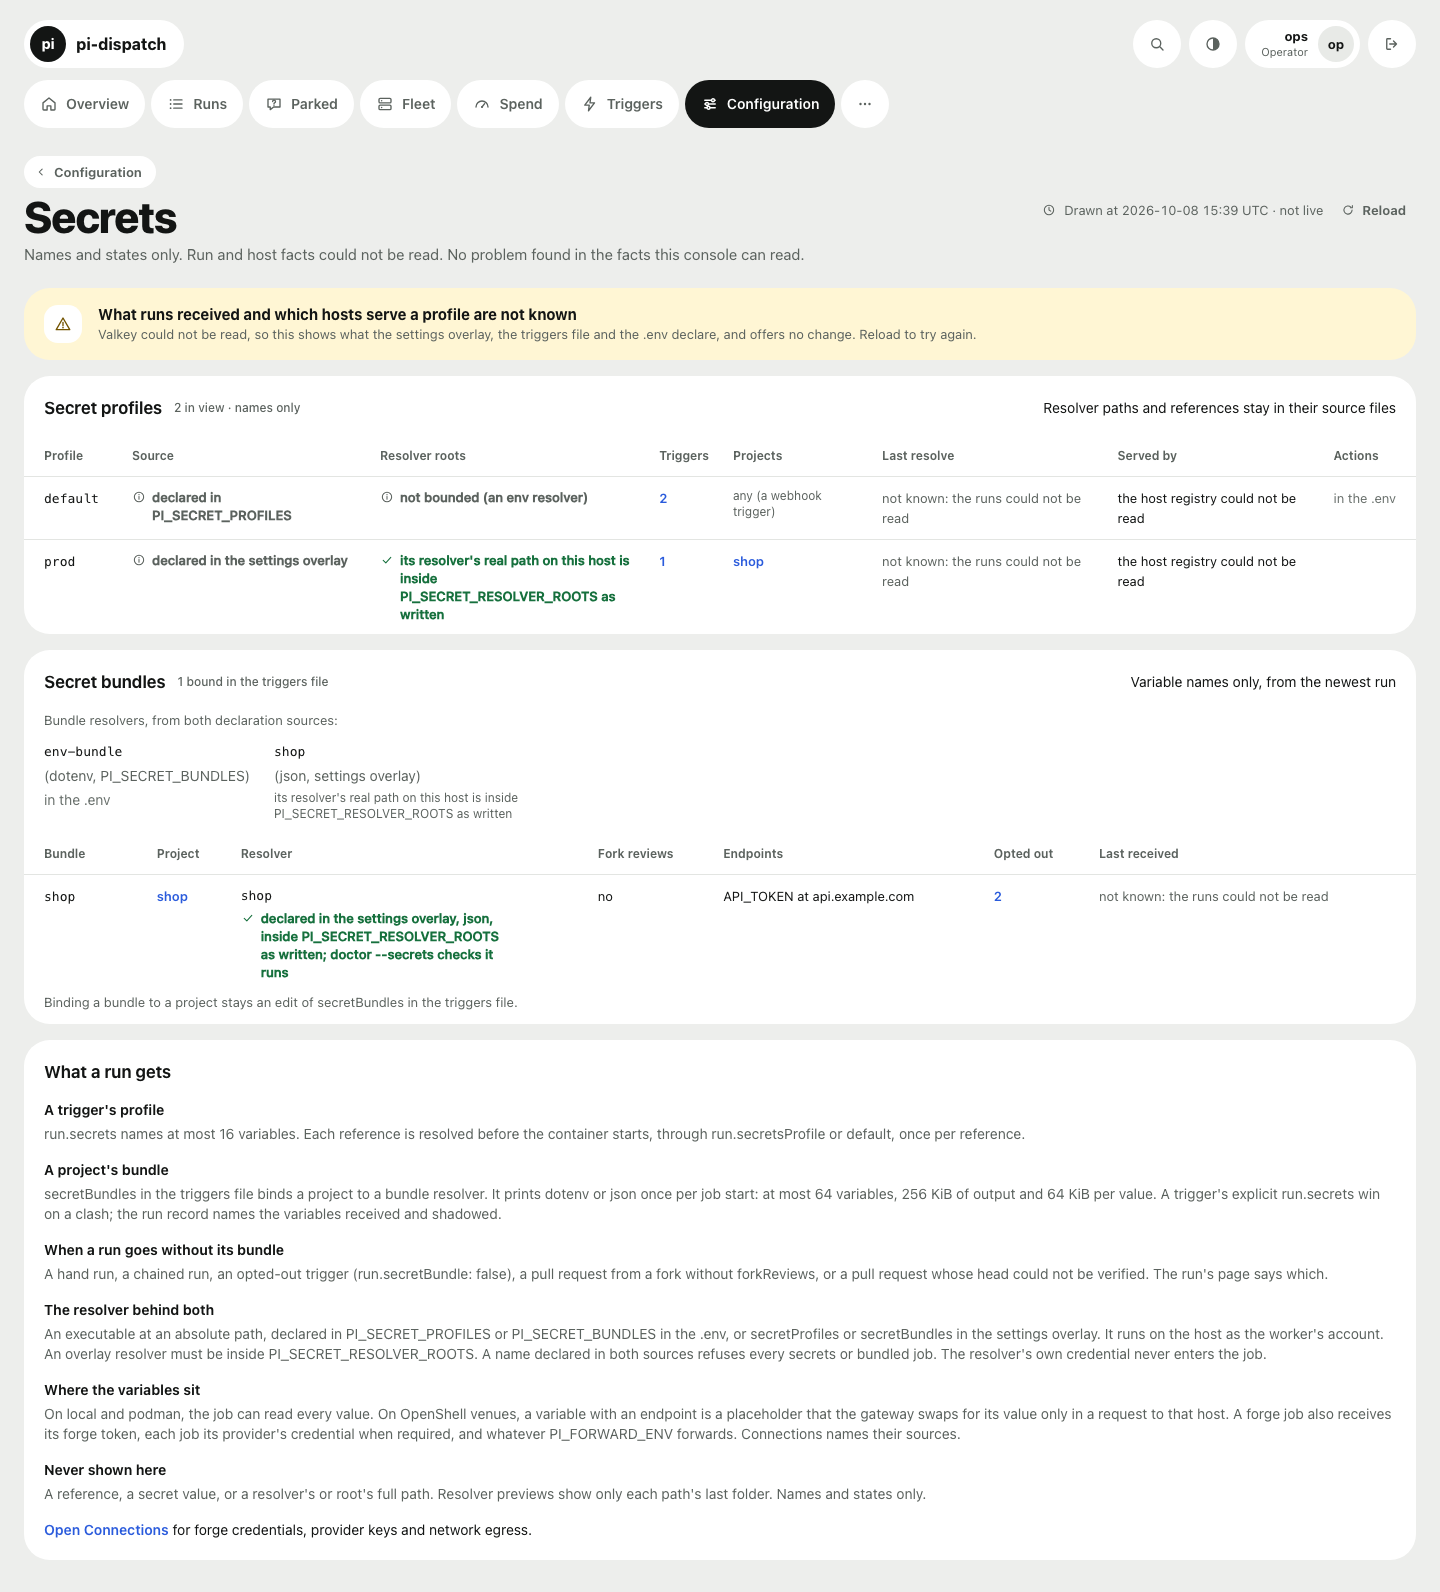 pi pi-dispatch
ops
Operator
op
Overview Runs Parked Fleet Spend Triggers Configuration ...
Configuration
Secrets
Drawn at 2026-10-08 15:39 UTC · not live Reload
Names and states only. Run and host facts could not be read. No problem found in the facts this console can read.
What runs received and which hosts serve a profile are not known
Valkey could not be read, so this shows what the settings overlay, the triggers file and the .env declare, and offers no change. Reload to try again.
Secret profiles 2 in view · names only Resolver paths and references stay in their source files
Profile Source Resolver roots Triggers Projects Last resolve Served by Actions
default declared in not bounded (an env resolver) 2 any (a webhook not known: the runs could not be the host registry could not be in the .env
PI_SECRET_PROFILES trigger) read read
prod declared in the settings overlay its resolver's real path on this host is 1 shop not known: the runs could not be the host registry could not be
inside read read
PI_SECRET_RESOLVER_ROOTS as
written
Secret bundles 1 bound in the triggers file Variable names only, from the newest run
Bundle resolvers, from both declaration sources:
env-bundle shop
(dotenv, PI_SECRET_BUNDLES) (json, settings overlay)
in the .env its resolver's real path on this host is inside
PI_SECRET_RESOLVER_ROOTS as written
Bundle Project Resolver Fork reviews Endpoints Opted out Last received
shop shop shop no API_TOKEN at api.example.com 2 not known: the runs could not be read
declared in the settings overlay, json,
inside PI_SECRET_RESOLVER_ROOTS
as written; doctor --secrets checks it
runs
Binding a bundle to a project stays an edit of secretBundles in the triggers file.
What a run gets
A trigger's profile
run.secrets names at most 16 variables. Each reference is resolved before the container starts, through run.secretsProfile or default, once per reference.
A project's bundle
secretBundles in the triggers file binds a project to a bundle resolver. It prints dotenv or json once per job start: at most 64 variables, 256 KiB of output and 64 KiB per value. A trigger's explicit run.secrets win
on a clash; the run record names the variables received and shadowed.
When a run goes without its bundle
A hand run, a chained run, an opted-out trigger (run.secretBundle: false), a pull request from a fork without forkReviews, or a pull request whose head could not be verified. The run's page says which.
The resolver behind both
An executable at an absolute path, declared in PI_SECRET_PROFILES or PI_SECRET_BUNDLES in the .env, or secretProfiles or secretBundles in the settings overlay. It runs on the host as the worker's account.
An overlay resolver must be inside PI_SECRET_RESOLVER_ROOTS. A name declared in both sources refuses every secrets or bundled job. The resolver's own credential never enters the job.
Where the variables sit
On local and podman, the job can read every value. On OpenShell venues, a variable with an endpoint is a placeholder that the gateway swaps for its value only in a request to that host. A forge job also receives
its forge token, each job its provider's credential when required, and whatever PI_FORWARD_ENV forwards. Connections names their sources.
Never shown here
A reference, a secret value, or a resolver's or root's full path. Resolver previews show only each path's last folder. Names and states only.
Open Connections for forge credentials, provider keys and network egress.